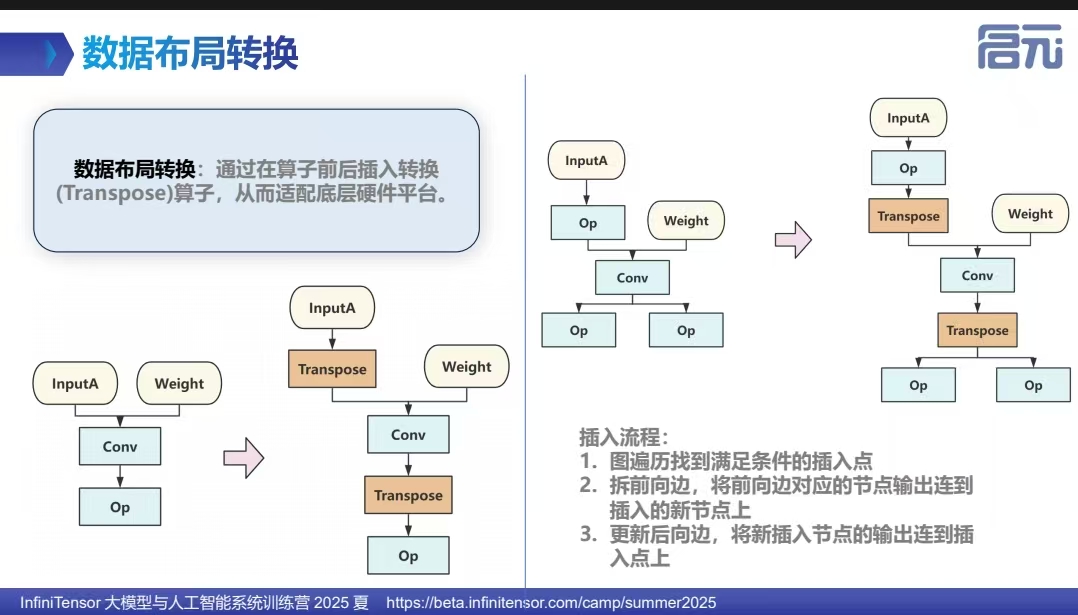 数据布局转换
启元
数据布局转换：通过在算子前后插入转换
(Transpose)算子，从而适配底层硬件平台。
InputA
Weight
Conv
Op
InputA
Transpose
Weight
Conv
Transpose
Op
InputA
Op
Weight
Conv
Op
Op
InputA
Op
Transpose
Weight
Conv
Transpose
Op
Op
插入流程：
1. 图遍历找到满足条件的插入点
2. 拆前向边，将前向边对应的节点输出连到
插入的新节点上
3. 更新后向边，将新插入节点的输出连到插
入点上
InfiniTensor 大模型与人工智能系统训练营 2025 夏 https://beta.infinitensor.com/camp/summer2025